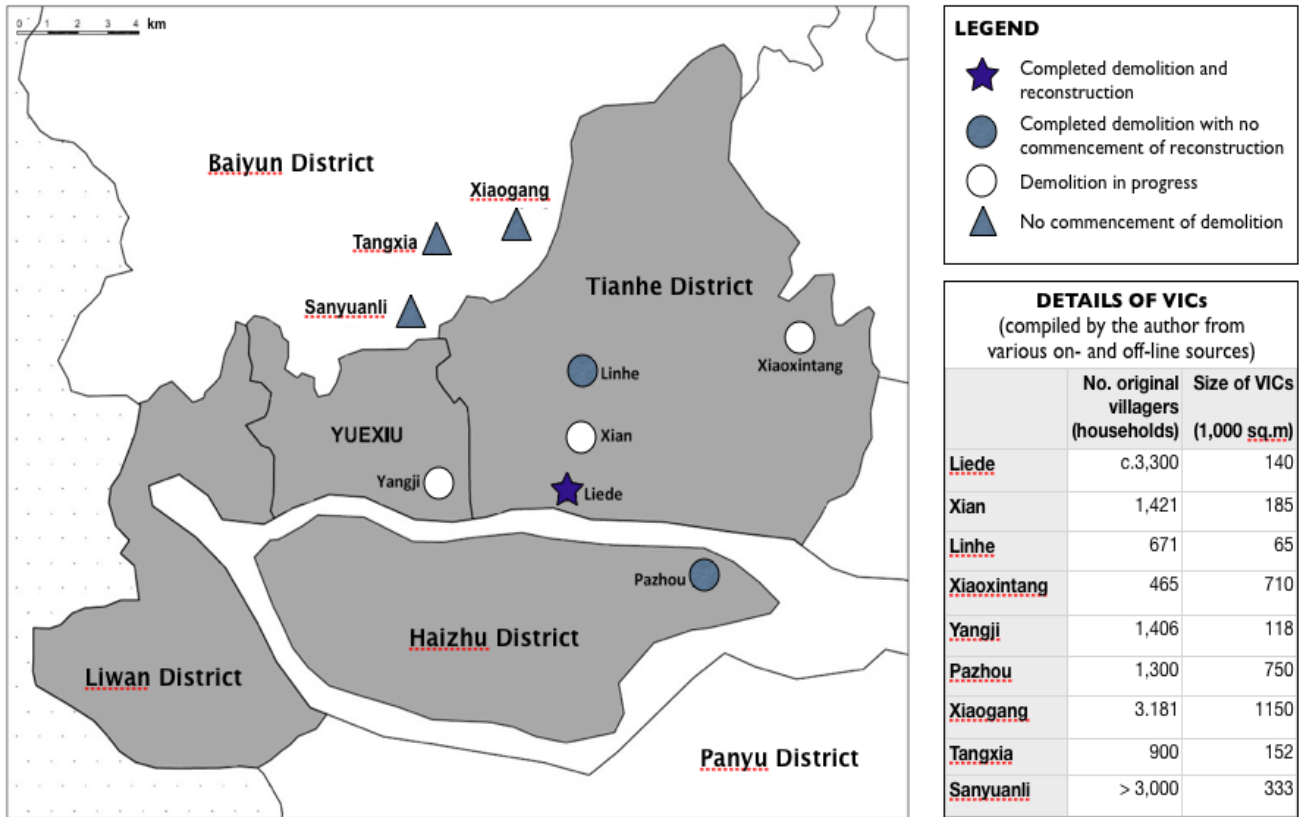 0 1 2 3 4 km
Baiyun District
Xiaogang
Tangxia
Sanyuanli
Tianhe District
Xiaoxintang
Linhe
Xian
YUEXIU
Yangji
Liede
Pazhou
Haizhu District
Liwan District
Panyu District
LEGEND
Completed demolition and
reconstruction
Completed demolition with no
commencement of reconstruction
Demolition in progress
No commencement of demolition
DETAILS OF VICs
(compiled by the author from
various on- and off-line sources)
No. original Size of VICs
villagers
(households) (1,000 sq.m)
Liede c.3,300 140
Xian 1,421 185
Linhe 671 65
Xiaoxintang 465 710
Yangji 1,406 118
Pazhou 1,300 750
Xiaogang 3.181 1150
Tangxia 900 152
Sanyuanli > 3,000 333